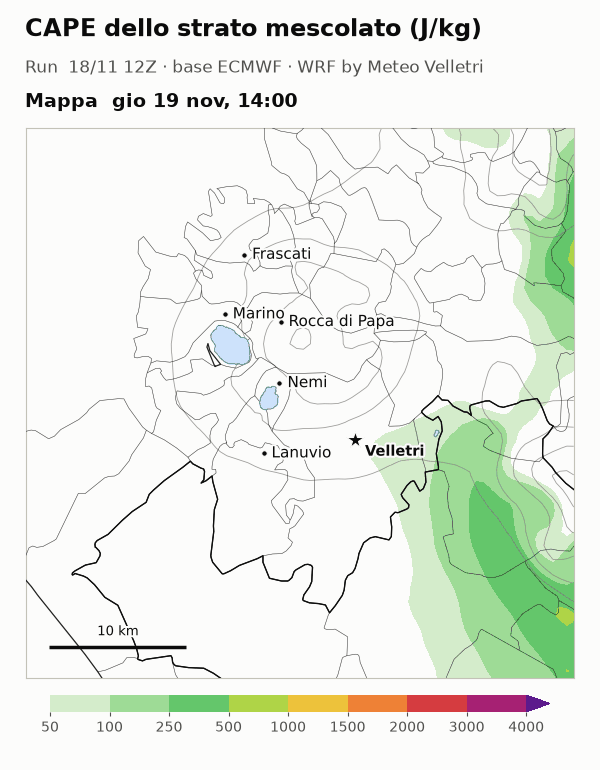 CAPE dello strato mescolato (J/kg)
Run  18/11 12Z · base ECMWF · WRF by Meteo Velletri
Mappa  gio 19 nov, 14:00
Frascati
Marino
Rocca di Papa
Nemi
Velletri
Lanuvio
10 km
50 100 250 500 1000 1500 2000 3000 4000